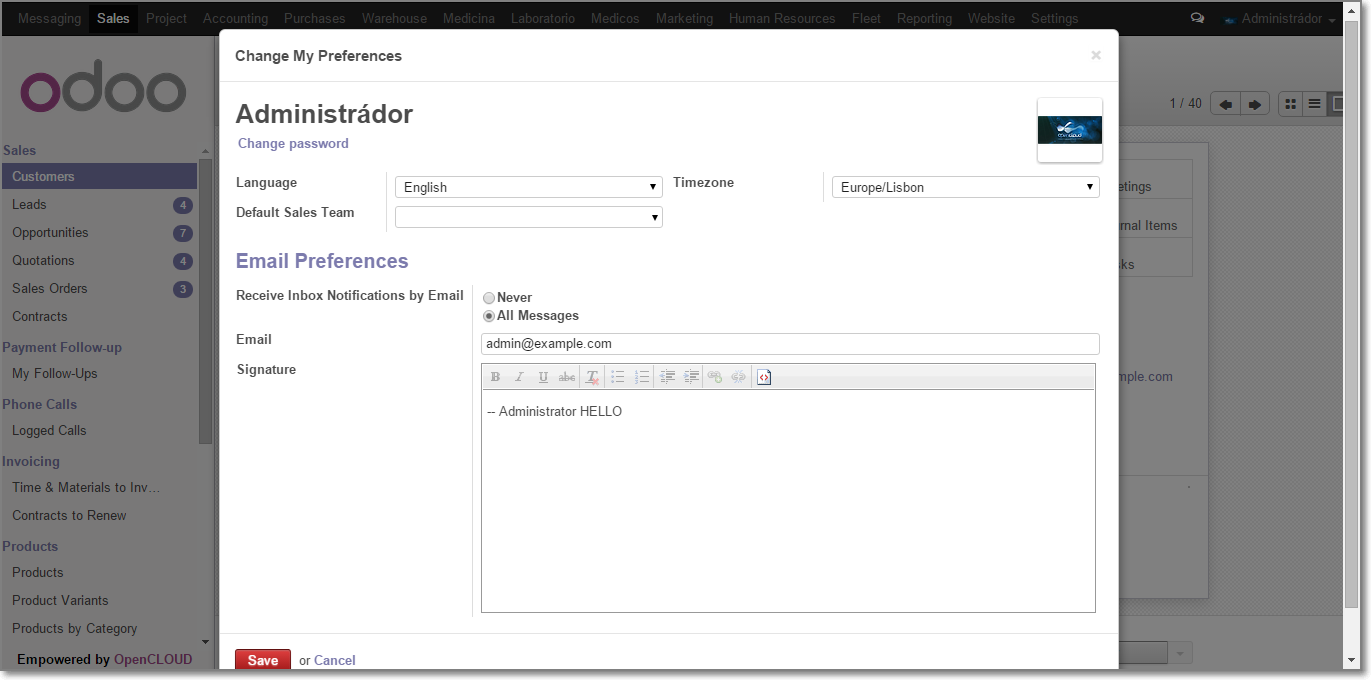 Messaging Sales Project Accounting Purchases Warehouse Medicina Laboratorio Medicos Marketing Human Resources Fleet Reporting Website Settings Administrádor
odoo
Sales
Customers
Leads 4
Opportunities 7
Quotations 4
Sales Orders 3
Contracts
Payment Follow-up
My Follow-Ups
Phone Calls
Logged Calls
Invoicing
Time & Materials to Inv...
Contracts to Renew
Products
Products
Product Variants
Products by Category
Empowered by OpenCLOUD
Change My Preferences ×
Administrádor
Change password
Language English Timezone Europe/Lisbon
Default Sales Team
Email Preferences
Receive Inbox Notifications by Email Never
All Messages
Email admin@example.com
Signature
B I U abc T
-- Administrator HELLO
Save or Cancel
1 / 40
etings
rnal Items
sks
mple.com